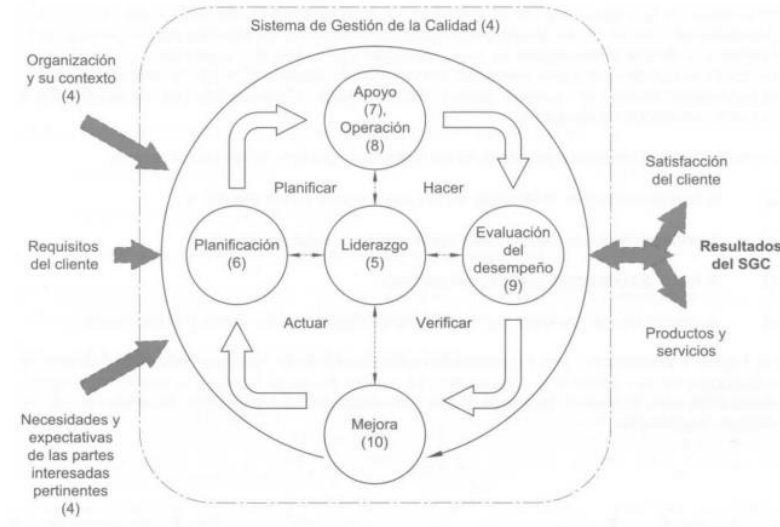 Sistema de Gestión de la Calidad (4)
Organización
y su contexto
(4)
Requisitos
del cliente
Necesidades y
expectativas
de las partes
interesadas
pertinentes
(4)
Apoyo
(7),
Operación
(8)
Planificar
Hacer
Planificación
(6)
Liderazgo
(5)
Evaluación
del
desempeño
(9)
Actuar
Verificar
Mejora
(10)
Satisfacción
del cliente
Resultados
del SGC
Productos y
servicios